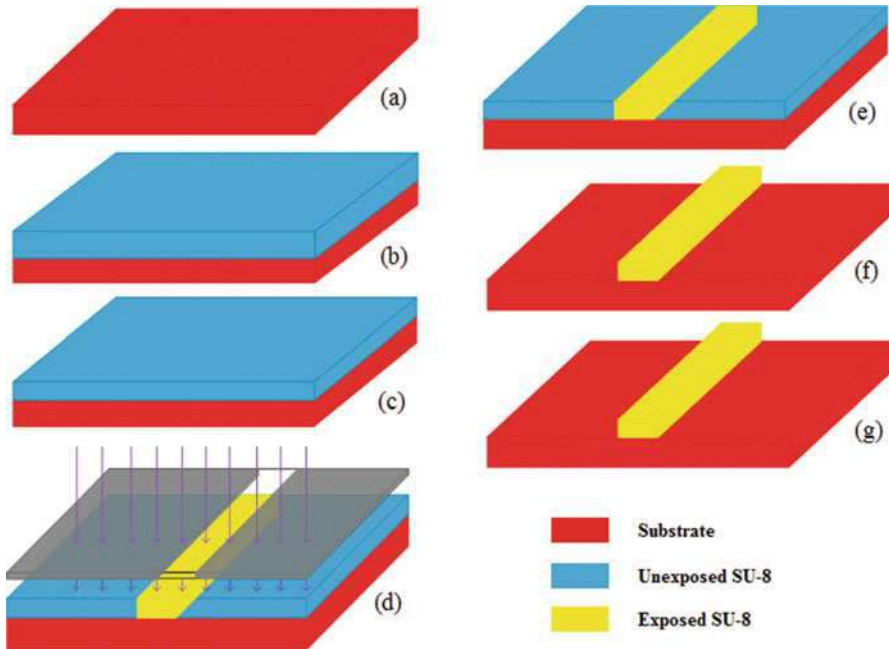 (a)
(b)
(c)
(d)
(e)
(f)
(g)
Substrate
Unexposed SU-8
Exposed SU-8